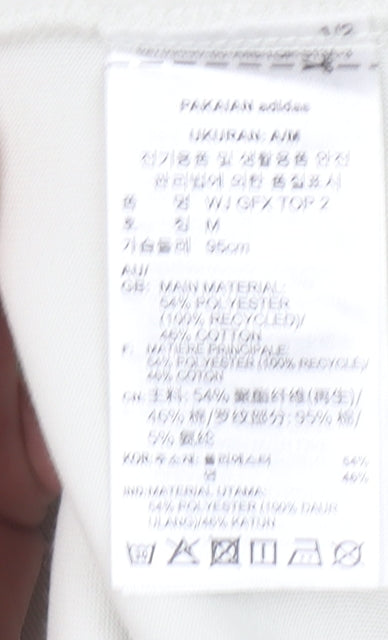 1/2
PAKAIAN adidas
UKURAN: A/M
전기용품 및 생활용품 안전
관리법에 의한 품질표시
품 명 WJ GFX TOP 2
호 칭 M
가슴둘레 95cm
AU/
GB: MAIN MATERIAL:
54% POLYESTER
(100% RECYCLED)/
46% COTTON
F: MATIERE PRINCIPALE:
54% POLYESTER (100% RECYCLE)/
46% COTON
CN: 主料: 54% 聚酯纤维(再生)/
46% 棉/罗纹部分: 95% 棉/
5% 氨纶
KOR: 주소재: 폴리에스터 54%
면 46%
IND: MATERIAL UTAMA:
54% POLYESTER (100% DAUR
ULANG)/46% KATUN